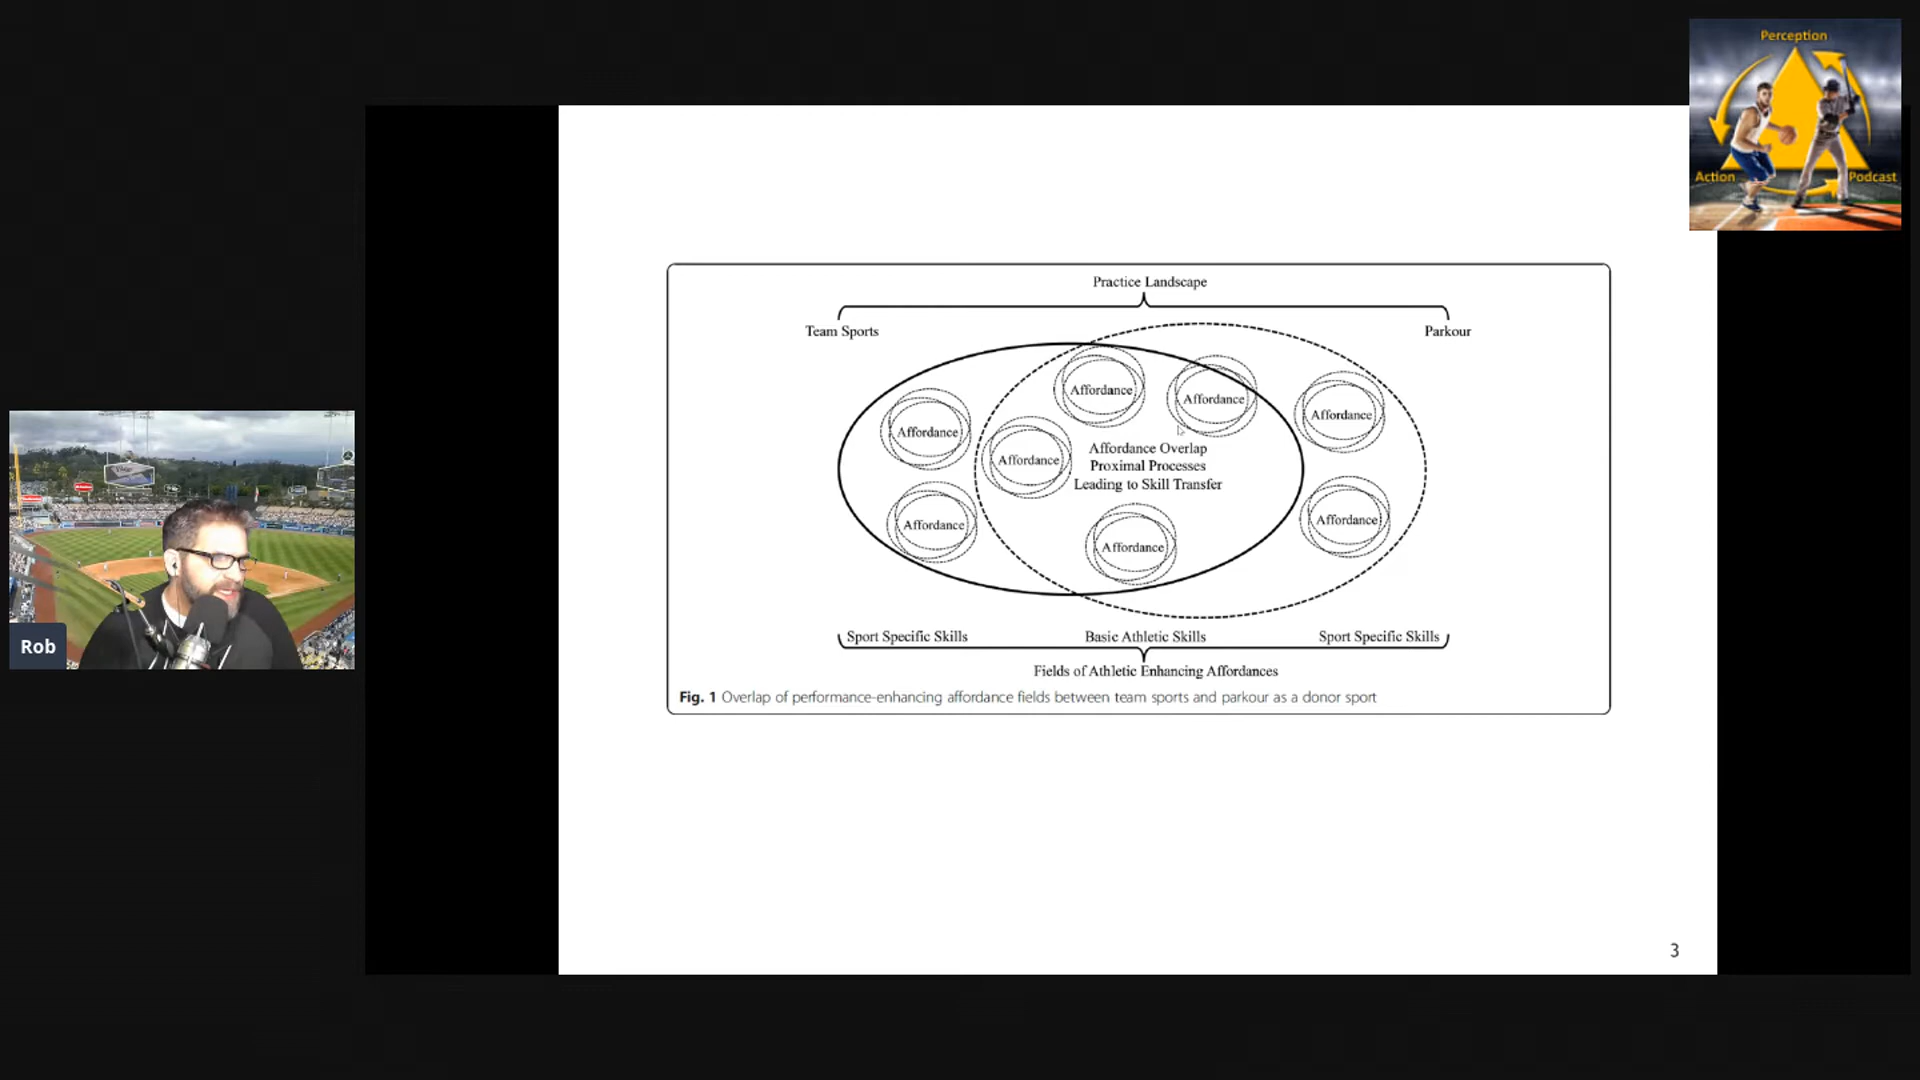 Perception
Action
Podcast
Practice Landscape
Team Sports
Parkour
Affordance
Affordance
Affordance
Affordance
Affordance
Affordance
Affordance Overlap
Proximal Processes
Leading to Skill Transfer
Affordance
Affordance
Affordance
Sport Specific Skills
Basic Athletic Skills
Sport Specific Skills
Fields of Athletic Enhancing Affordances
Fig. 1 Overlap of performance-enhancing affordance fields between team sports and parkour as a donor sport
Rob
3